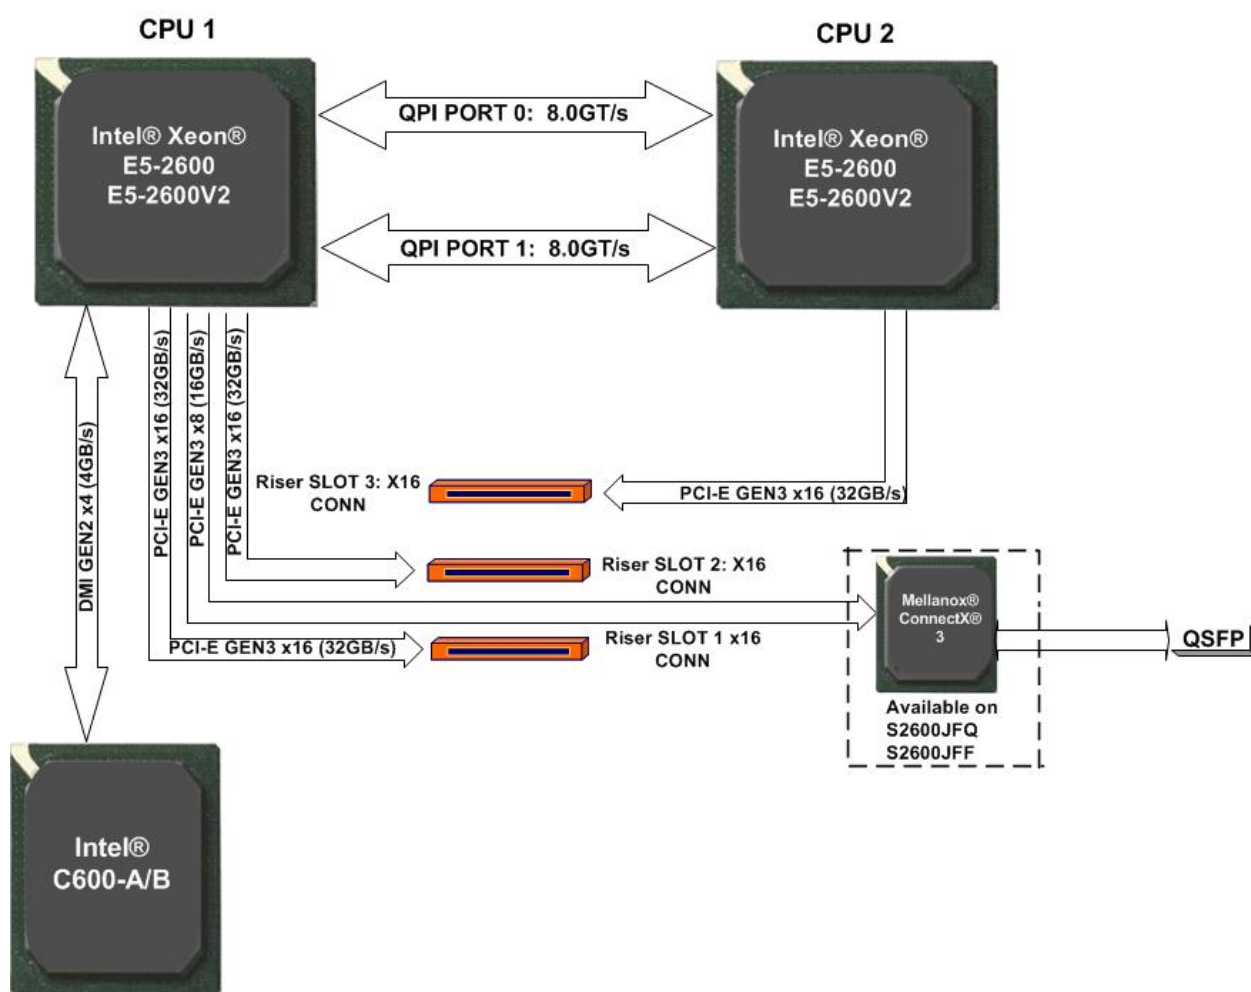 CPU 1
CPU 2
Intel® Xeon®
E5-2600
E5-2600V2
QPI PORT 0: 8.0GT/s
QPI PORT 1: 8.0GT/s
Intel® Xeon®
E5-2600
E5-2600V2
DMI GEN2 x4 (4GB/s)
PCI-E GEN3 x16 (32GB/s)
PCI-E GEN3 x8 (16GB/s)
PCI-E GEN3 x16 (32GB/s)
Riser SLOT 3: X16
CONN
PCI-E GEN3 x16 (32GB/s)
Riser SLOT 2: X16
CONN
PCI-E GEN3 x16 (32GB/s)
Riser SLOT 1 x16
CONN
Mellanox®
ConnectX®
3
QSFP
Available on
S2600JFQ
S2600JFF
Intel®
C600-A/B